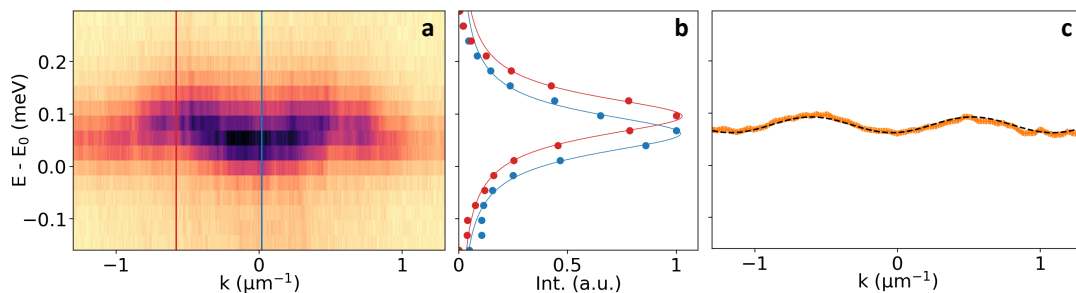 a
b
c
E - E₀ (meV)
0.2
0.1
0.0
−0.1
−1
0
1
k (μm⁻¹)
0
0.5
1
Int. (a.u.)
−1
0
1
k (μm⁻¹)